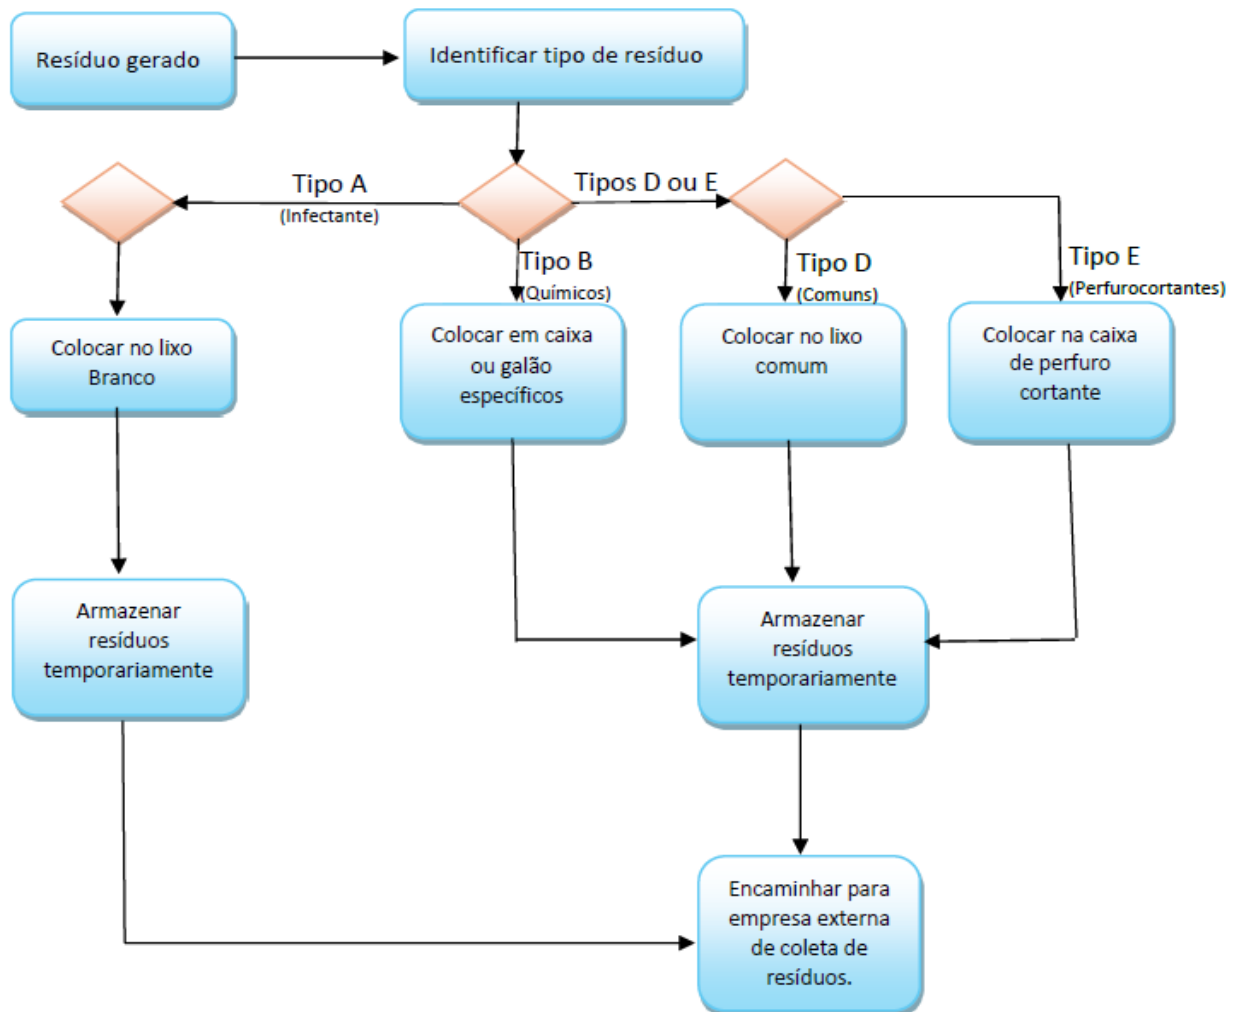 Resíduo gerado
Identificar tipo de resíduo
Tipo A
(Infectante)
Tipos D ou E
Tipo B
(Químicos)
Tipo D
(Comuns)
Tipo E
(Perfurocortantes)
Colocar no lixo
Branco
Colocar em caixa
ou galão
específicos
Colocar no lixo
comum
Colocar na caixa
de perfuro
cortante
Armazenar
resíduos
temporariamente
Armazenar
resíduos
temporariamente
Encaminhar para
empresa externa
de coleta de
resíduos.